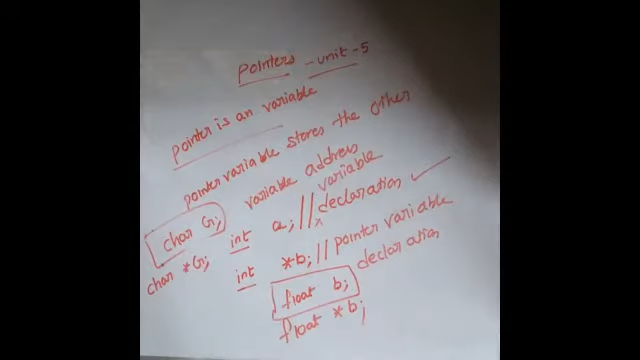 pointers - unit - 5
pointer is an variable
pointer variable stores the other
variable address
char G; int a; // variable declaration
char *G; int *b; // pointer variable declaration
float b;
float *b;